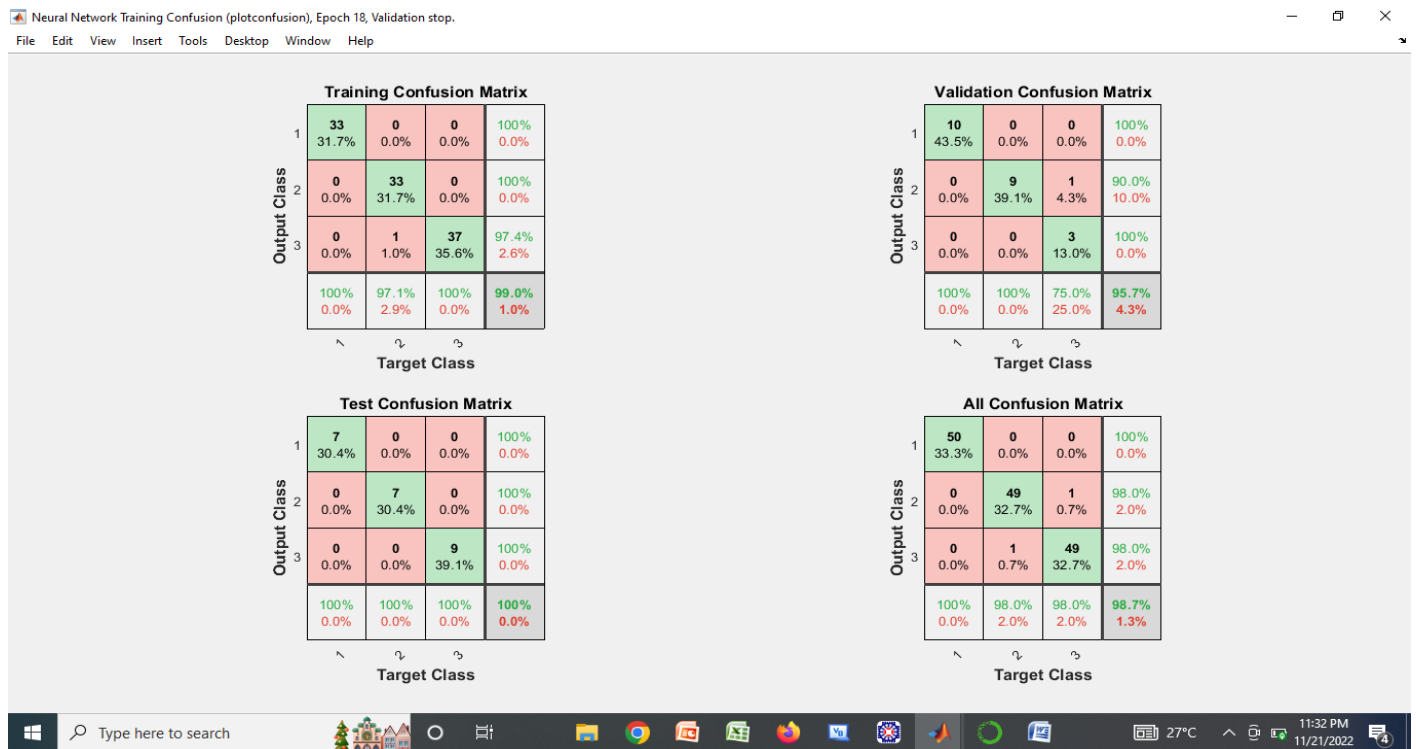 Neural Network Training Confusion (plotconfusion), Epoch 18, Validation stop.
File Edit View Insert Tools Desktop Window Help
Training Confusion Matrix
Output Class
1 33 0 0 100%
31.7% 0.0% 0.0% 0.0%
2 0 33 0 100%
0.0% 31.7% 0.0% 0.0%
3 0 1 37 97.4%
0.0% 1.0% 35.6% 2.6%
100% 97.1% 100% 99.0%
0.0% 2.9% 0.0% 1.0%
1 2 3
Target Class
Validation Confusion Matrix
Output Class
1 10 0 0 100%
43.5% 0.0% 0.0% 0.0%
2 0 9 1 90.0%
0.0% 39.1% 4.3% 10.0%
3 0 0 3 100%
0.0% 0.0% 13.0% 0.0%
100% 100% 75.0% 95.7%
0.0% 0.0% 25.0% 4.3%
1 2 3
Target Class
Test Confusion Matrix
Output Class
1 7 0 0 100%
30.4% 0.0% 0.0% 0.0%
2 0 7 0 100%
0.0% 30.4% 0.0% 0.0%
3 0 0 9 100%
0.0% 0.0% 39.1% 0.0%
100% 100% 100% 100%
0.0% 0.0% 0.0% 0.0%
1 2 3
Target Class
All Confusion Matrix
Output Class
1 50 0 0 100%
33.3% 0.0% 0.0% 0.0%
2 0 49 1 98.0%
0.0% 32.7% 0.7% 2.0%
3 0 1 49 98.0%
0.0% 0.7% 32.7% 2.0%
100% 98.0% 98.0% 98.7%
0.0% 2.0% 2.0% 1.3%
1 2 3
Target Class
Type here to search
27°C
11:32 PM
11/21/2022
4